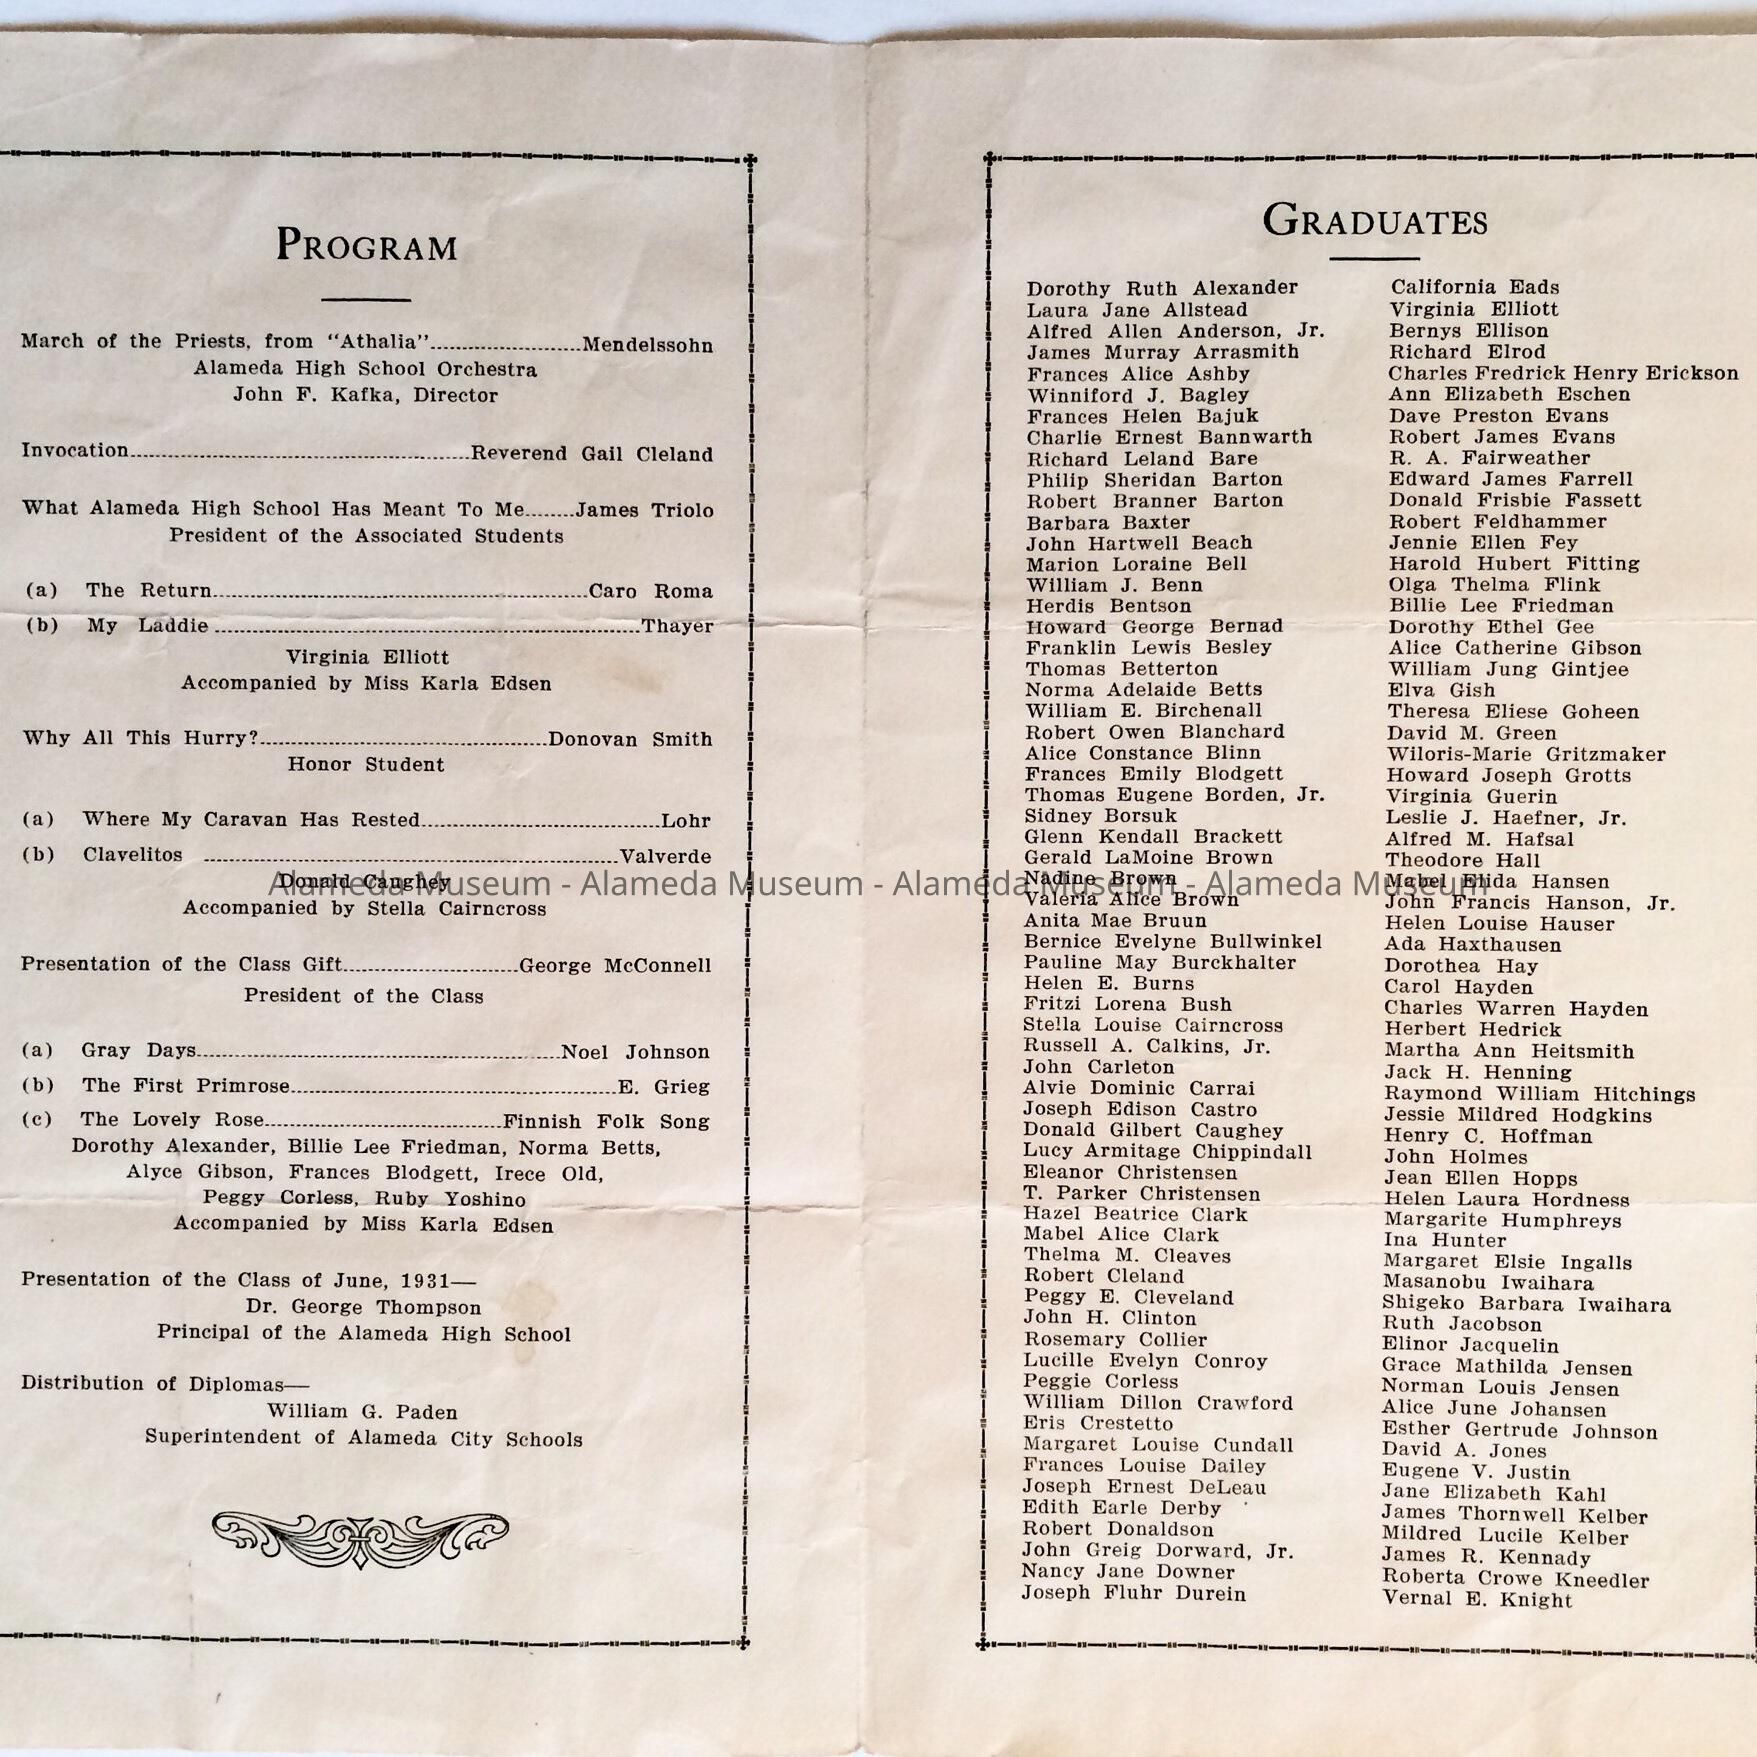 PROGRAM
March of the Priests, from "Athalia"......................Mendelssohn
Alameda High School Orchestra
John F. Kafka, Director
Invocation..................................................Reverend Gail Cleland
What Alameda High School Has Meant To Me........James Triolo
President of the Associated Students
(a) The Return......................................................Caro Roma
(b) My Laddie..............................................................Thayer
Virginia Elliott
Accompanied by Miss Karla Edsen
Why All This Hurry?..........................................Donovan Smith
Honor Student
(a) Where My Caravan Has Rested...................................Lohr
(b) Clavelitos ............................................................Valverde
Donald Caughey
Accompanied by Stella Cairncross
Presentation of the Class Gift..........................George McConnell
President of the Class
(a) Gray Days.....................................................Noel Johnson
(b) The First Primrose................................................E. Grieg
(c) The Lovely Rose..................................Finnish Folk Song
Dorothy Alexander, Billie Lee Friedman, Norma Betts,
Alyce Gibson, Frances Blodgett, Irece Old,
Peggy Corless, Ruby Yoshino
Accompanied by Miss Karla Edsen
Presentation of the Class of June, 1931—
Dr. George Thompson
Principal of the Alameda High School
Distribution of Diplomas—
William G. Paden
Superintendent of Alameda City Schools
GRADUATES
Dorothy Ruth Alexander
Laura Jane Allstead
Alfred Allen Anderson, Jr.
James Murray Arrasmith
Frances Alice Ashby
Winniford J. Bagley
Frances Helen Bajuk
Charlie Ernest Bannwarth
Richard Leland Bare
Philip Sheridan Barton
Robert Branner Barton
Barbara Baxter
John Hartwell Beach
Marion Loraine Bell
William J. Benn
Herdis Bentson
Howard George Bernad
Franklin Lewis Besley
Thomas Betterton
Norma Adelaide Betts
William E. Birchenall
Robert Owen Blanchard
Alice Constance Blinn
Frances Emily Blodgett
Thomas Eugene Borden, Jr.
Sidney Borsuk
Glenn Kendall Brackett
Gerald LaMoine Brown
Nadine Brown
Valeria Alice Brown
Anita Mae Bruun
Bernice Evelyne Bullwinkel
Pauline May Burckhalter
Helen E. Burns
Fritzi Lorena Bush
Stella Louise Cairncross
Russell A. Calkins, Jr.
John Carleton
Alvie Dominic Carrai
Joseph Edison Castro
Donald Gilbert Caughey
Lucy Armitage Chippindall
Eleanor Christensen
T. Parker Christensen
Hazel Beatrice Clark
Mabel Alice Clark
Thelma M. Cleaves
Robert Cleland
Peggy E. Cleveland
John H. Clinton
Rosemary Collier
Lucille Evelyn Conroy
Peggie Corless
William Dillon Crawford
Eris Crestetto
Margaret Louise Cundall
Frances Louise Dailey
Joseph Ernest DeLeau
Edith Earle Derby
Robert Donaldson
John Greig Dorward, Jr.
Nancy Jane Downer
Joseph Fluhr Durein
California Eads
Virginia Elliott
Bernys Ellison
Richard Elrod
Charles Fredrick Henry Erickson
Ann Elizabeth Eschen
Dave Preston Evans
Robert James Evans
R. A. Fairweather
Edward James Farrell
Donald Frisbie Fassett
Robert Feldhammer
Jennie Ellen Fey
Harold Hubert Fitting
Olga Thelma Flink
Billie Lee Friedman
Dorothy Ethel Gee
Alice Catherine Gibson
William Jung Gintjee
Elva Gish
Theresa Eliese Goheen
David M. Green
Wiloris-Marie Gritzmaker
Howard Joseph Grotts
Virginia Guerin
Leslie J. Haefner, Jr.
Alfred M. Hafsal
Theodore Hall
Mabel Elida Hansen
John Francis Hanson, Jr.
Helen Louise Hauser
Ada Haxthausen
Dorothea Hay
Carol Hayden
Charles Warren Hayden
Herbert Hedrick
Martha Ann Heitsmith
Jack H. Henning
Raymond William Hitchings
Jessie Mildred Hodgkins
Henry C. Hoffman
John Holmes
Jean Ellen Hopps
Helen Laura Hordness
Margarite Humphreys
Ina Hunter
Margaret Elsie Ingalls
Masanobu Iwaihara
Shigeko Barbara Iwaihara
Ruth Jacobson
Elinor Jacquelin
Grace Mathilda Jensen
Norman Louis Jensen
Alice June Johansen
Esther Gertrude Johnson
David A. Jones
Eugene V. Justin
Jane Elizabeth Kahl
James Thornwell Kelber
Mildred Lucile Kelber
James R. Kennady
Roberta Crowe Kneedler
Vernal E. Knight
Alameda Museum - Alameda Museum - Alameda Museum - Alameda Museum